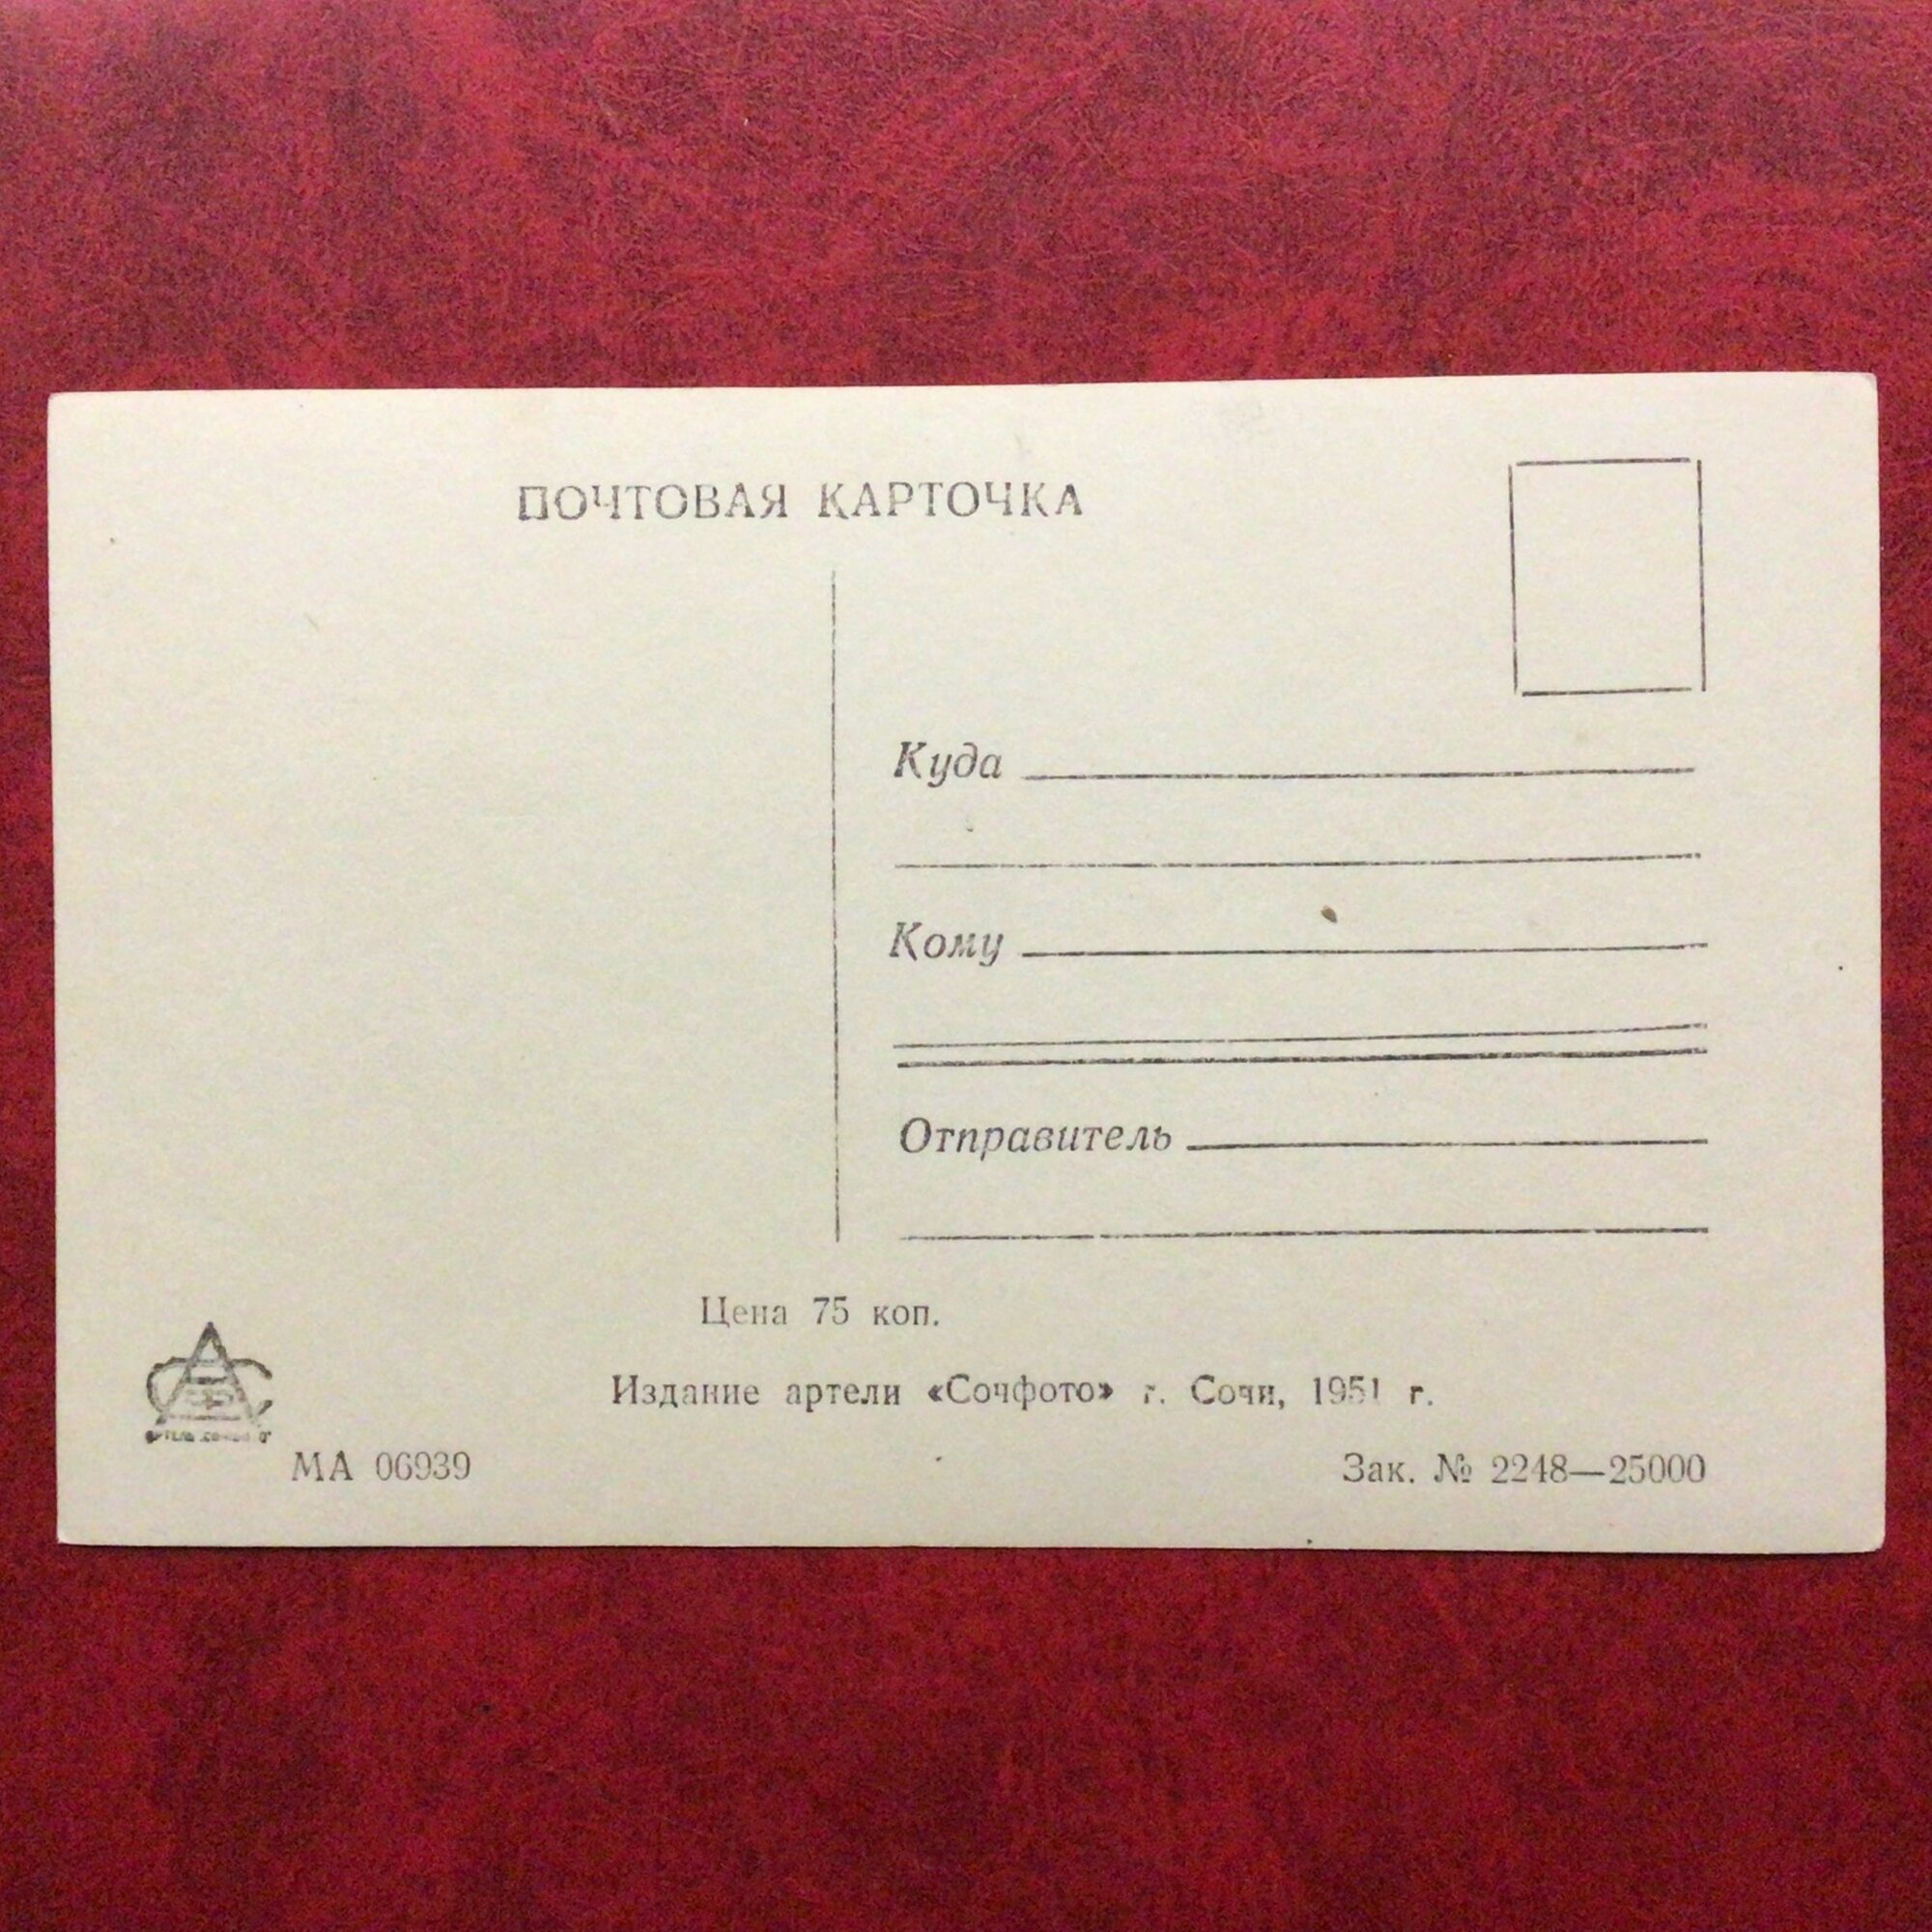 ПОЧТОВАЯ КАРТОЧКА
Куда
Кому
Отправитель
Цена 75 коп.
Издание артели «Сочфото» г. Сочи, 1951 г.
МА 06939
Зак. № 2248—25000